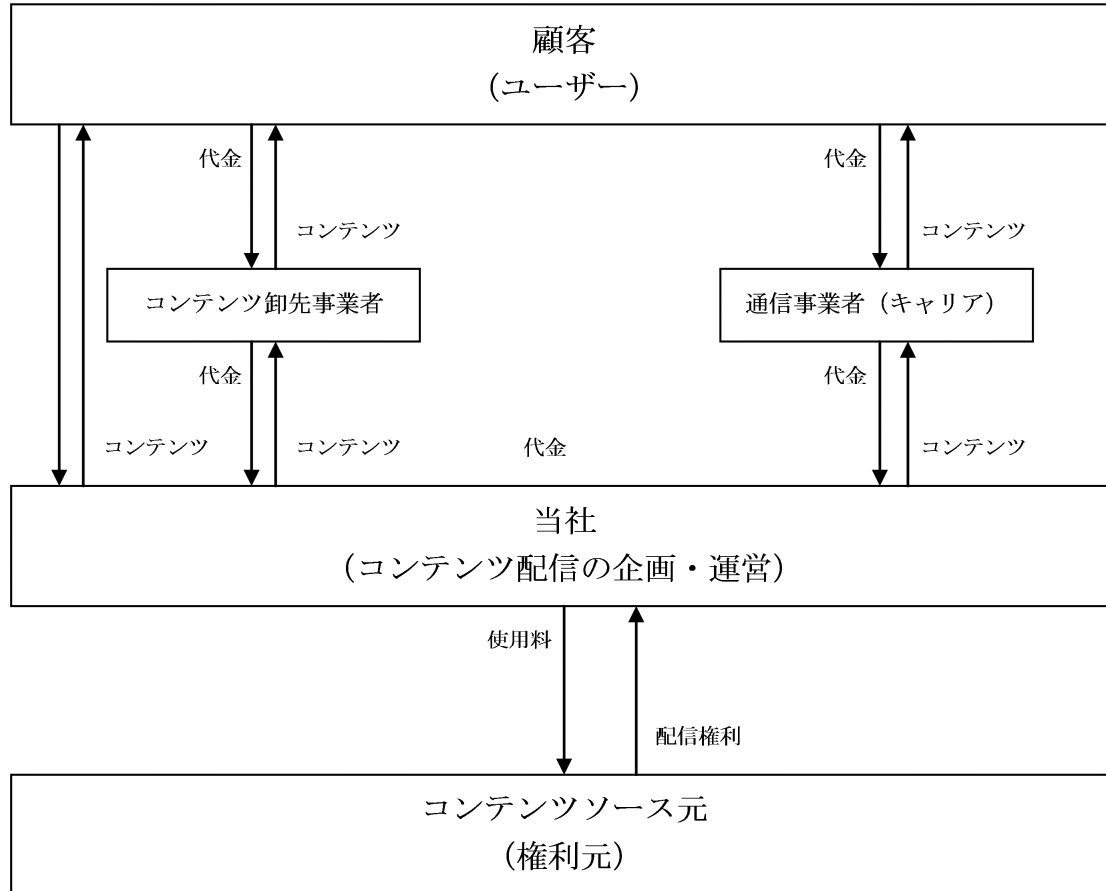 顧客
(ユーザー)
代金
代金
コンテンツ
コンテンツ
コンテンツ卸先事業者
通信事業者（キャリア）
代金
代金
コンテンツ
コンテンツ
代金
コンテンツ
当社
（コンテンツ配信の企画・運営）
使用料
配信権利
コンテンツソース元
（権利元）